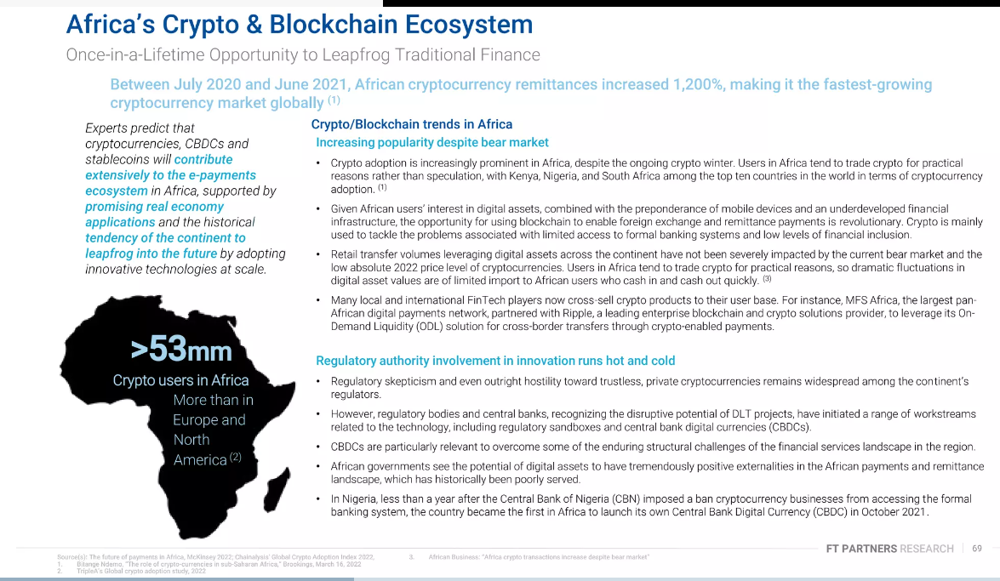 Africa's Crypto & Blockchain Ecosystem
Once-in-a-Lifetime Opportunity to Leapfrog Traditional Finance
Between July 2020 and June 2021, African cryptocurrency remittances increased 1,200%, making it the fastest-growing
cryptocurrency market globally (1)
Experts predict that
cryptocurrencies, CBDCs and
stablecoins will contribute
extensively to the e-payments
ecosystem in Africa, supported by
promising real economy
applications and the historical
tendency of the continent to
leapfrog into the future by adopting
innovative technologies at scale.
>53mm
Crypto users in Africa
More than in
Europe and
North
America (2)
Crypto/Blockchain trends in Africa
Increasing popularity despite bear market
• Crypto adoption is increasingly prominent in Africa, despite the ongoing crypto winter. Users in Africa tend to trade crypto for practical
reasons rather than speculation, with Kenya, Nigeria, and South Africa among the top ten countries in the world in terms of cryptocurrency
adoption. (1)
• Given African users' interest in digital assets, combined with the preponderance of mobile devices and an underdeveloped financial
infrastructure, the opportunity for using blockchain to enable foreign exchange and remittance payments is revolutionary. Crypto is mainly
used to tackle the problems associated with limited access to formal banking systems and low levels of financial inclusion.
• Retail transfer volumes leveraging digital assets across the continent have not been severely impacted by the current bear market and the
low absolute 2022 price level of cryptocurrencies. Users in Africa tend to trade crypto for practical reasons, so dramatic fluctuations in
digital asset values are of limited import to African users who cash in and cash out quickly. (3)
• Many local and international FinTech players now cross-sell crypto products to their user base. For instance, MFS Africa, the largest pan-
African digital payments network, partnered with Ripple, a leading enterprise blockchain and crypto solutions provider, to leverage its On-
Demand Liquidity (ODL) solution for cross-border transfers through crypto-enabled payments.
Regulatory authority involvement in innovation runs hot and cold
• Regulatory skepticism and even outright hostility toward trustless, private cryptocurrencies remains widespread among the continent's
regulators.
• However, regulatory bodies and central banks, recognizing the disruptive potential of DLT projects, have initiated a range of workstreams
related to the technology, including regulatory sandboxes and central bank digital currencies (CBDCs).
• CBDCs are particularly relevant to overcome some of the enduring structural challenges of the financial services landscape in the region.
• African governments see the potential of digital assets to have tremendously positive externalities in the African payments and remittance
landscape, which has historically been poorly served.
• In Nigeria, less than a year after the Central Bank of Nigeria (CBN) imposed a ban cryptocurrency businesses from accessing the formal
banking system, the country became the first in Africa to launch its own Central Bank Digital Currency (CBDC) in October 2021.
Source(s): The future of payments in Africa, McKinsey 2022; Chainalysis' Global Crypto Adoption Index 2022,
1. Bitange Ndemo, "The role of crypto-currencies in sub-Saharan Africa," Brookings, March 16, 2022
2. TripleA's Global crypto adoption study, 2022
3. African Business: "Africa crypto transactions increase despite bear market"
FT PARTNERS RESEARCH 69